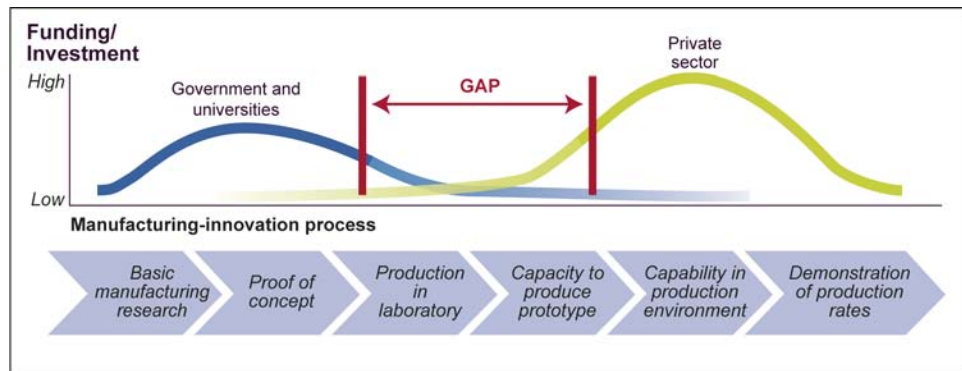 Funding/
Investment
High
Government and
universities
GAP
Private
sector
Low
Manufacturing-innovation process
Basic
manufacturing
research
Proof of
concept
Production
in
laboratory
Capacity to
produce
prototype
Capability in
production
environment
Demonstration
of production
rates